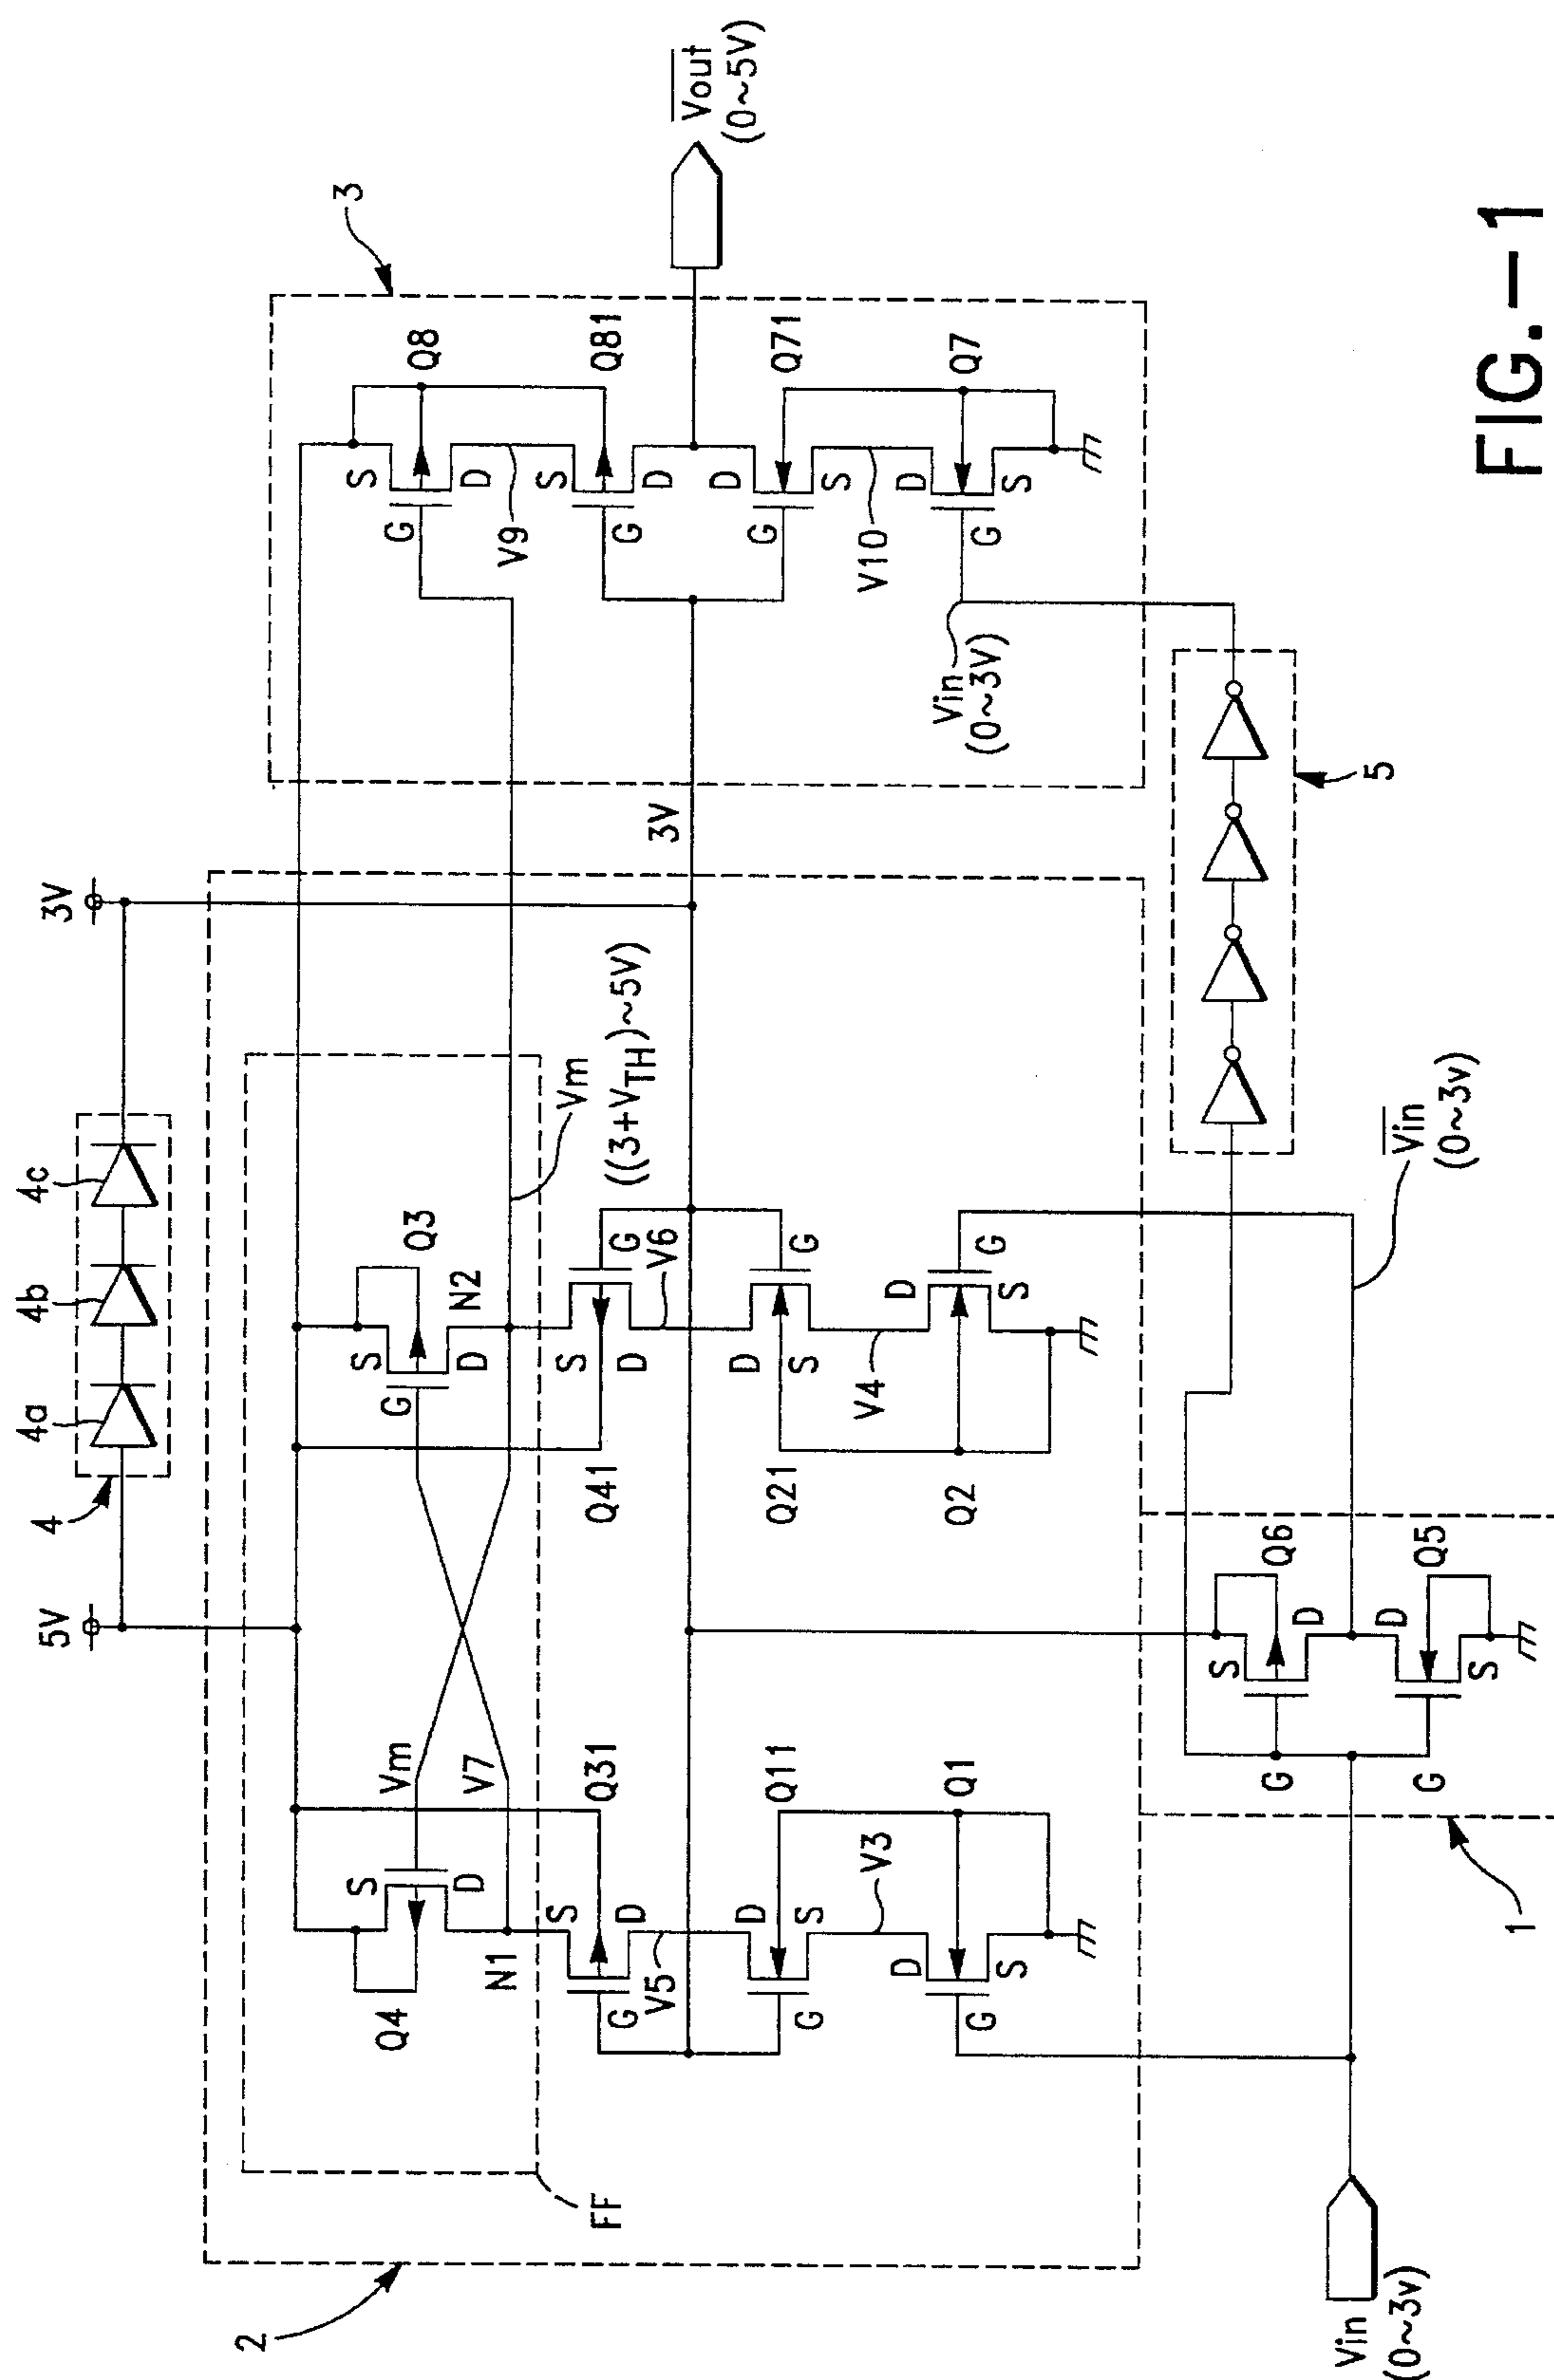 5V
4
4a
4b
4c
3V
2
FF
Q4
S
Vm
D
V7
N1
G
S
D
Q3
N2
Vm
((3+V_TH)~5V)
S
D
G
Q31
V5
S
D
G
Q41
V6
D
S
G
Q11
V3
D
S
G
Q21
V4
D
S
G
Q1
D
S
G
Q2
3V
3
S
G
D
Q8
V9
S
G
D
Q81
D
G
S
Q71
V10
D
G
S
Q7
Vin
(0~3V)
Vout
(0~5V)
5
Vin
(0~3v)
S
G
D
Q6
D
G
S
Q5
1
Vin
(0~3v)
FIG.-1